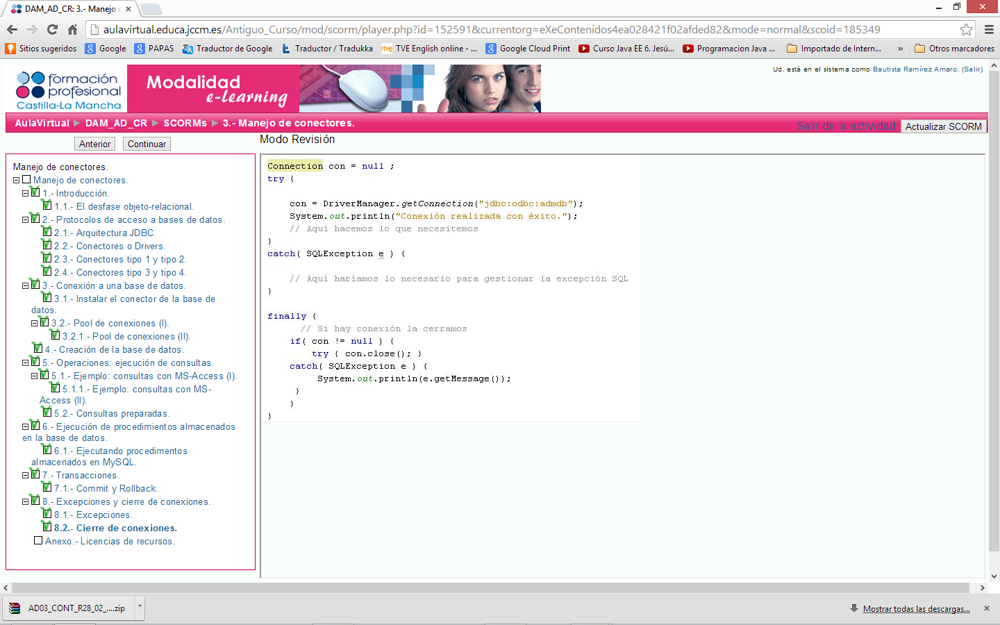 DAM_AD_CR: 3.- Manejo
aulavirtual.educa.jccm.es/Antiguo_Curso/mod/scorm/player.php?id=152591&currentorg=eXeContenidos4ea028421f02afded82&mode=normal&scoid=185349
Sitios sugeridos Google PAPAS Traductor de Google Traductor / Tradukka TVE English online - ... Google Cloud Print Curso Java EE 6. Jesú... Programacion Java ... Importado de Intern... » Otros marcadores
Ud. está en el sistema como Bautista Ramírez Amaro. (Salir)
formación
profesional
Castilla-La Mancha
Modalidad
e-learning
AulaVirtual ► DAM_AD_CR ► SCORMs ► 3.- Manejo de conectores.
Salir de la actividad Actualizar SCORM
Anterior Continuar
Modo Revisión
Manejo de conectores.
Manejo de conectores.
1.- Introducción.
1.1.- El desfase objeto-relacional.
2.- Protocolos de acceso a bases de datos.
2.1.- Arquitectura JDBC.
2.2.- Conectores o Drivers.
2.3.- Conectores tipo 1 y tipo 2.
2.4.- Conectores tipo 3 y tipo 4.
3.- Conexión a una base de datos.
3.1.- Instalar el conector de la base de
datos.
3.2.- Pool de conexiones (I).
3.2.1.- Pool de conexiones (II).
4.- Creación de la base de datos.
5.- Operaciones: ejecución de consultas.
5.1.- Ejemplo: consultas con MS-Access (I).
5.1.1.- Ejemplo: consultas con MS-
Access (II).
5.2.- Consultas preparadas.
6.- Ejecución de procedimientos almacenados
en la base de datos.
6.1.- Ejecutando procedimientos
almacenados en MySQL.
7.- Transacciones.
7.1.- Commit y Rollback.
8.- Excepciones y cierre de conexiones.
8.1.- Excepciones.
8.2.- Cierre de conexiones.
Anexo.- Licencias de recursos.
Connection con = null ;
try {
con = DriverManager.getConnection("jdbc:odbc:admdb");
System.out.println("Conexión realizada con éxito.");
// Aquí hacemos lo que necesitemos
}
catch( SQLException e ) {
// Aquí haríamos lo necesario para gestionar la excepción SQL
}
finally {
// Si hay conexión la cerramos
if( con != null ) {
try { con.close(); }
catch( SQLException e ) {
System.out.println(e.getMessage());
}
}
}
AD03_CONT_R28_02_....zip
Mostrar todas las descargas...